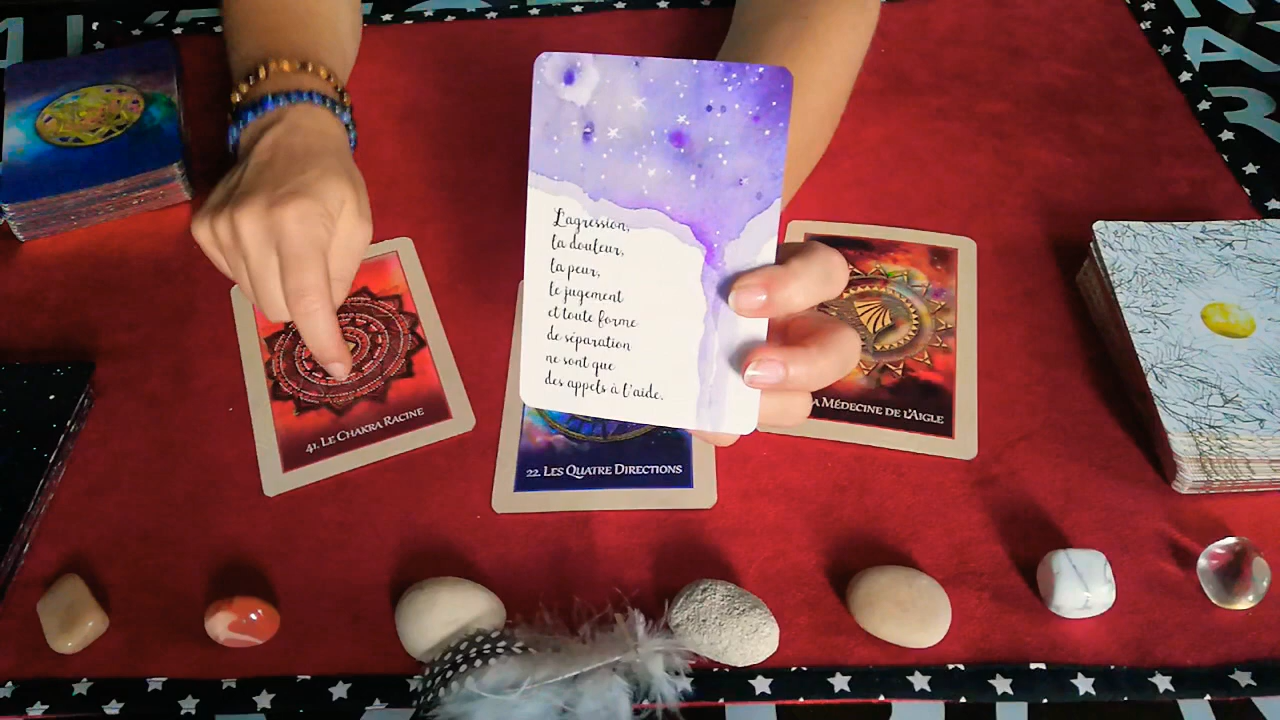 L'agression,
la douleur,
la peur,
le jugement
et toute forme
de séparation
ne sont que
des appels à l'aide.
41. Le Chakra Racine
22. Les Quatre Directions
a Médecine de l'Aigle